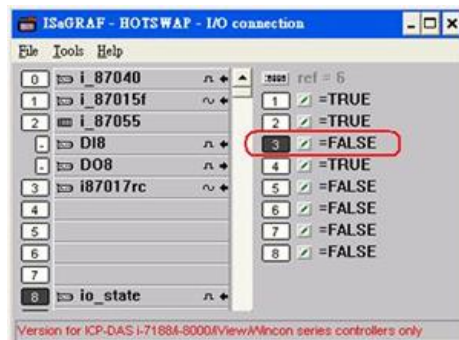 ISaGRAF - HOTSWAP - I/O connection
File Tools Help
0 i_87040
1 i_87015f
2 i_87055
. DI8
. DO8
3 i87017rc
4
5
6
7
8 io_state
ref = 6
1 =TRUE
2 =TRUE
3 =FALSE
4 =TRUE
5 =FALSE
6 =FALSE
7 =FALSE
8 =FALSE
Version for ICP-DAS i-7188/i-8000/iView/Wincon series controllers only